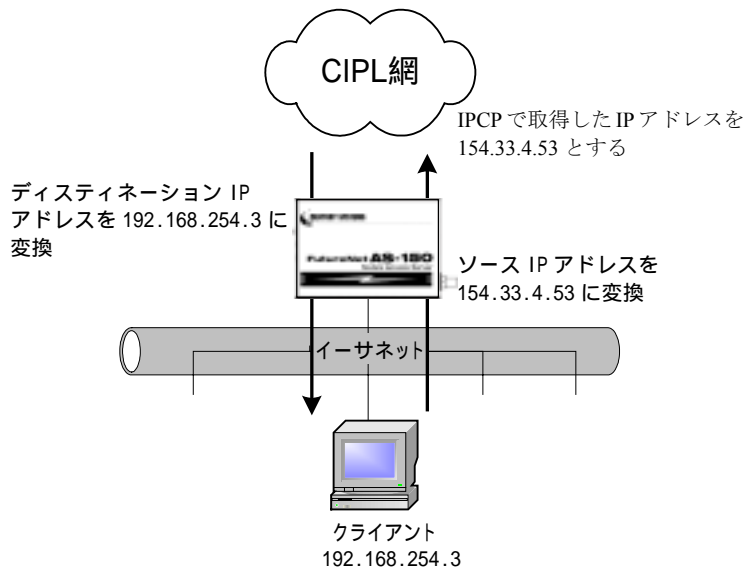 CIPL網
IPCP で取得した IP アドレスを
154.33.4.53 とする
ディスティネーション IP
アドレスを 192.168.254.3 に
変換
FutureNet AS-150
ソース IP アドレスを
154.33.4.53 に変換
イーサネット
クライアント
192.168.254.3